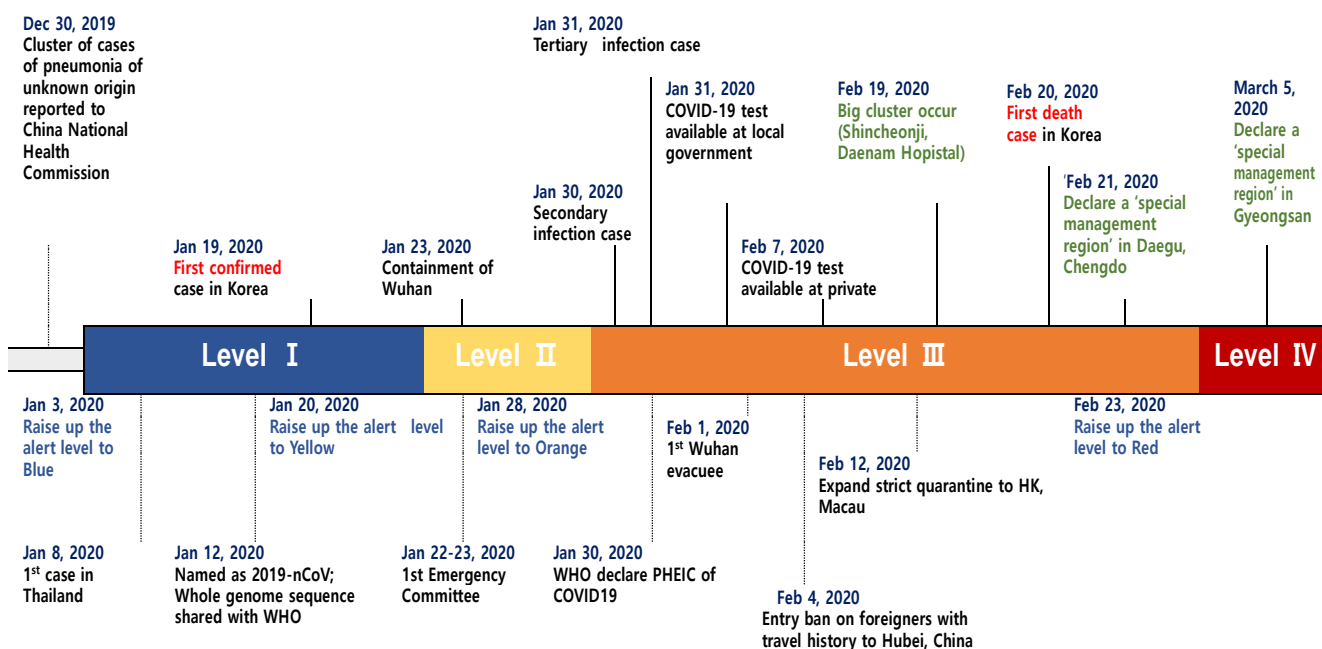 Dec 30, 2019
Cluster of cases
of pneumonia of
unknown origin
reported to
China National
Health
Commission
Jan 19, 2020
First confirmed
case in Korea
Jan 23, 2020
Containment of
Wuhan
Jan 31, 2020
Tertiary infection case
Jan 30, 2020
Secondary
infection case
Jan 31, 2020
COVID-19 test
available at local
government
Feb 7, 2020
COVID-19 test
available at private
Feb 19, 2020
Big cluster occur
(Shincheonji,
Daenam Hopistal)
Feb 20, 2020
First death
case in Korea
'Feb 21, 2020
Declare a ‘special
management
region’ in Daegu,
Chengdo
March 5,
2020
Declare a
‘special
management
region’ in
Gyeongsan
Level Ⅰ
Level Ⅱ
Level Ⅲ
Level Ⅳ
Jan 3, 2020
Raise up the
alert level to
Blue
Jan 20, 2020
Raise up the alert level
to Yellow
Jan 28, 2020
Raise up the alert
level to Orange
Feb 1, 2020
1st Wuhan
evacuee
Feb 12, 2020
Expand strict quarantine to HK,
Macau
Feb 23, 2020
Raise up the alert
level to Red
Jan 8, 2020
1st case in
Thailand
Jan 12, 2020
Named as 2019-nCoV;
Whole genome sequence
shared with WHO
Jan 22-23, 2020
1st Emergency
Committee
Jan 30, 2020
WHO declare PHEIC of
COVID19
Feb 4, 2020
Entry ban on foreigners with
travel history to Hubei, China